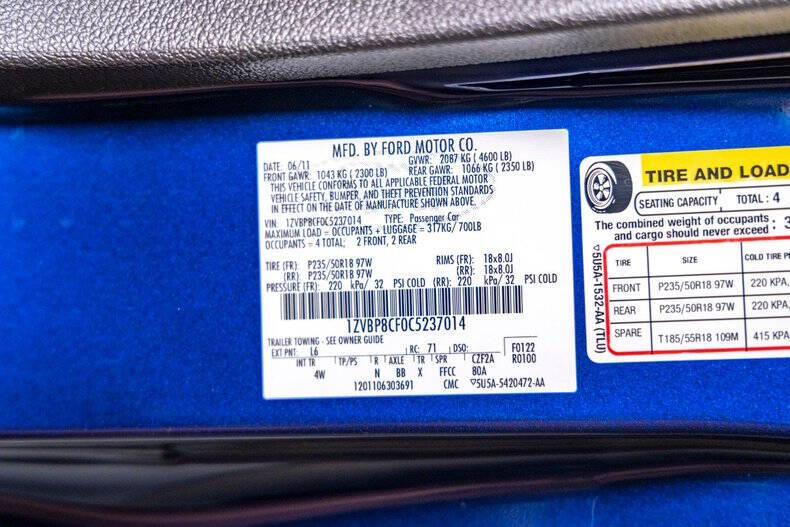 MFD. BY FORD MOTOR CO.
DATE: 06/11 GVWR: 2087 KG ( 4600 LB)
FRONT GAWR: 1043 KG ( 2300 LB) REAR GAWR: 1066 KG ( 2350 LB)
THIS VEHICLE CONFORMS TO ALL APPLICABLE FEDERAL MOTOR
VEHICLE SAFETY, BUMPER, AND THEFT PREVENTION STANDARDS
IN EFFECT ON THE DATE OF MANUFACTURE SHOWN ABOVE.
VIN: 1ZVBP8CF0C5237014 TYPE: Passenger Car
MAXIMUM LOAD = OCCUPANTS + LUGGAGE = 317KG/700LB
OCCUPANTS = 4 TOTAL; 2 FRONT, 2 REAR
TIRE (FR): P235/50R18 97W RIMS (FR): 18x8.0J
(RR): P235/50R18 97W (RR): 18x8.0J
PRESSURE (FR): 220 kPa/ 32 PSI COLD (RR): 220 kPa/ 32 PSI COLD
1ZVBP8CF0C5237014
TRAILER TOWING - SEE OWNER GUIDE
EXT PNT: L6 RC: 71 DSO: F0122
INT TR TP/PS R AXLE TR SPR CZF2A R0100
4W N BB X FFCC 80A
1201106303691 CMC ▽5U5A-5420472-AA
TIRE AND LOAD
SEATING CAPACITY TOTAL : 4
The combined weight of occupants
and cargo should never exceed : 3
TIRE SIZE COLD TIRE P
FRONT P235/50R18 97W 220 KPA,
REAR P235/50R18 97W 220 KPA,
SPARE T185/55R18 109M 415 KPA,
▽5U5A-1532-AA (TLU)